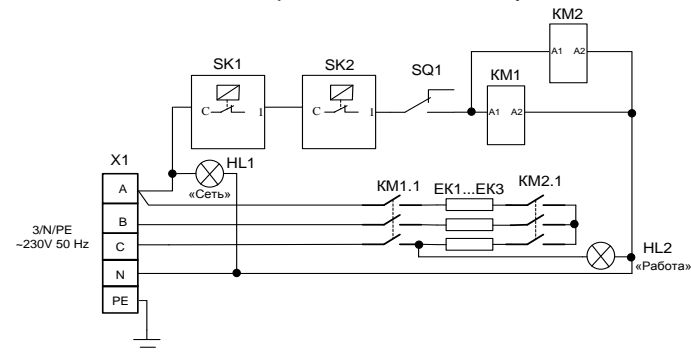 KM2
A1 A2
SK1
SK2
SQ1
KM1
C 1
C 1
A1 A2
X1
HL1
«Сеть»
A
B
C
N
PE
3/N/PE
~230V 50 Hz
KM1.1
EK1...EK3
KM2.1
HL2
«Работа»